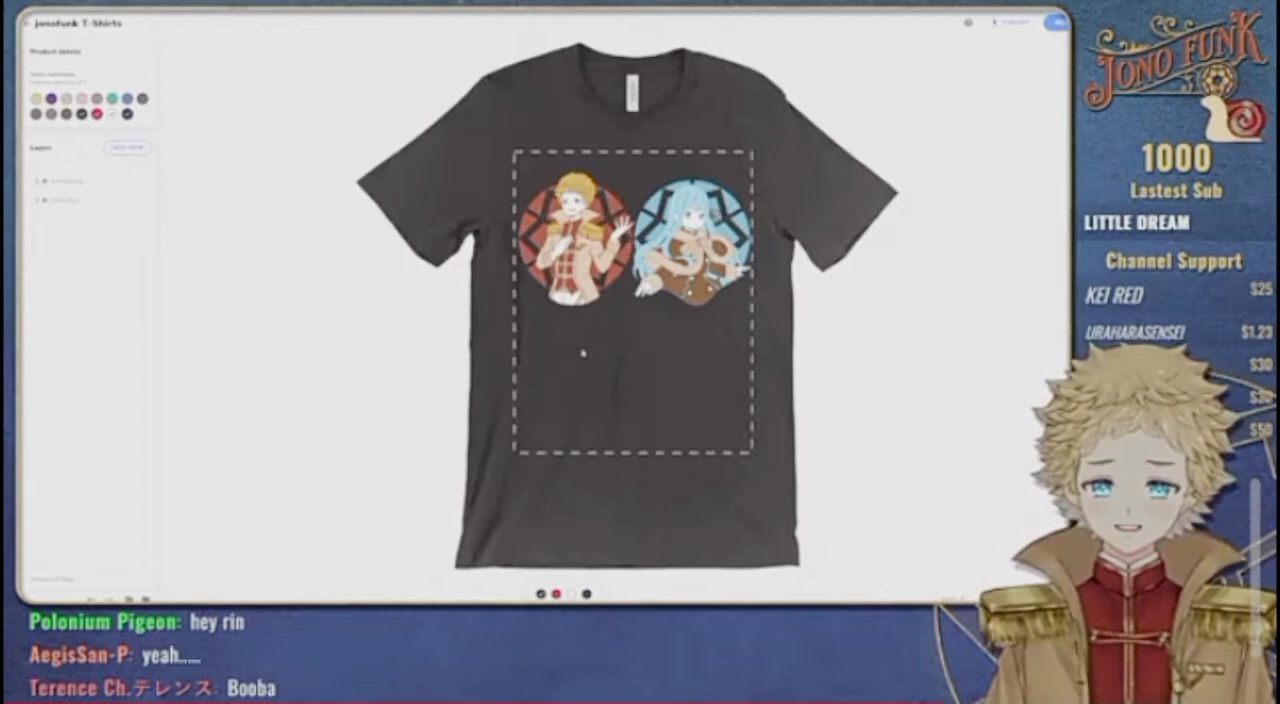 jonofunk T-Shirts
Product details
Layers
JONO FUNK
1000
Lastest Sub
LITTLE DREAM
Channel Support
KEI RED $25
URAHARASENSEI $1.23
$30
$30
$50
Polonium Pigeon: hey rin
AegisSan-P: yeah.....
Terence Ch.テレンス: Booba